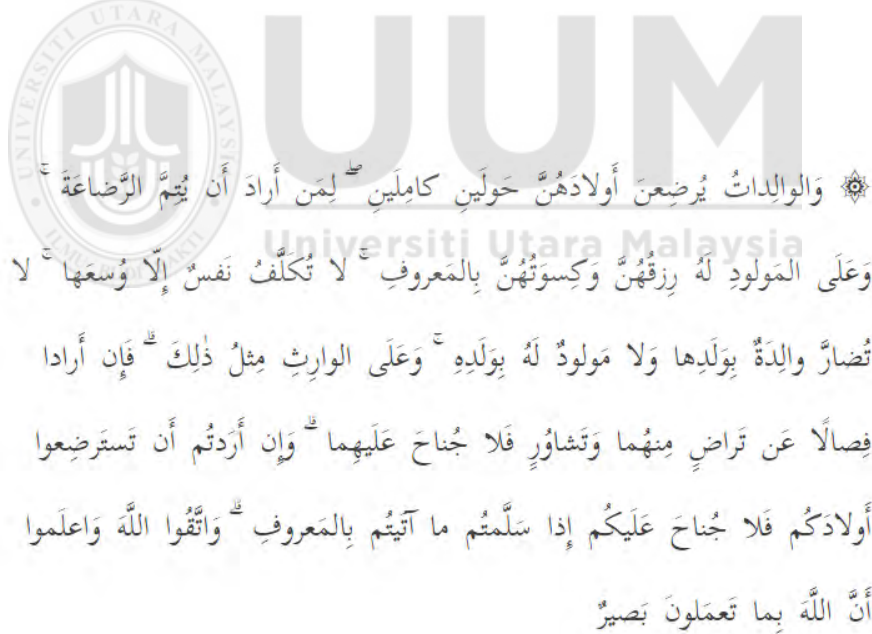 UUM
UNIVERSITI UTARA MALAYSIA
Universiti Utara Malaysia
۞ وَالوالِداتُ يُرضِعنَ أَولادَهُنَّ حَولَينِ كامِلَينِ ۖ لِمَن أَرادَ أَن يُتِمَّ الرَّضاعَةَ ۚ
وَعَلَى المَولودِ لَهُ رِزقُهُنَّ وَكِسوَتُهُنَّ بِالمَعروفِ ۚ لا تُكَلَّفُ نَفسٌ إِلّا وُسعَها ۚ لا
تُضارَّ والِدَةٌ بِوَلَدِها وَلا مَولودٌ لَهُ بِوَلَدِهِ ۚ وَعَلَى الوارِثِ مِثلُ ذٰلِكَ ۗ فَإِن أَرادا
فِصالًا عَن تَراضٍ مِنهُما وَتَشاوُرٍ فَلا جُناحَ عَلَيهِما ۗ وَإِن أَرَدتُم أَن تَستَرضِعوا
أَولادَكُم فَلا جُناحَ عَلَيكُم إِذا سَلَّمتُم ما آتَيتُم بِالمَعروفِ ۗ وَاتَّقُوا اللَّهَ وَاعلَموا
أَنَّ اللَّهَ بِما تَعمَلونَ بَصيرٌ